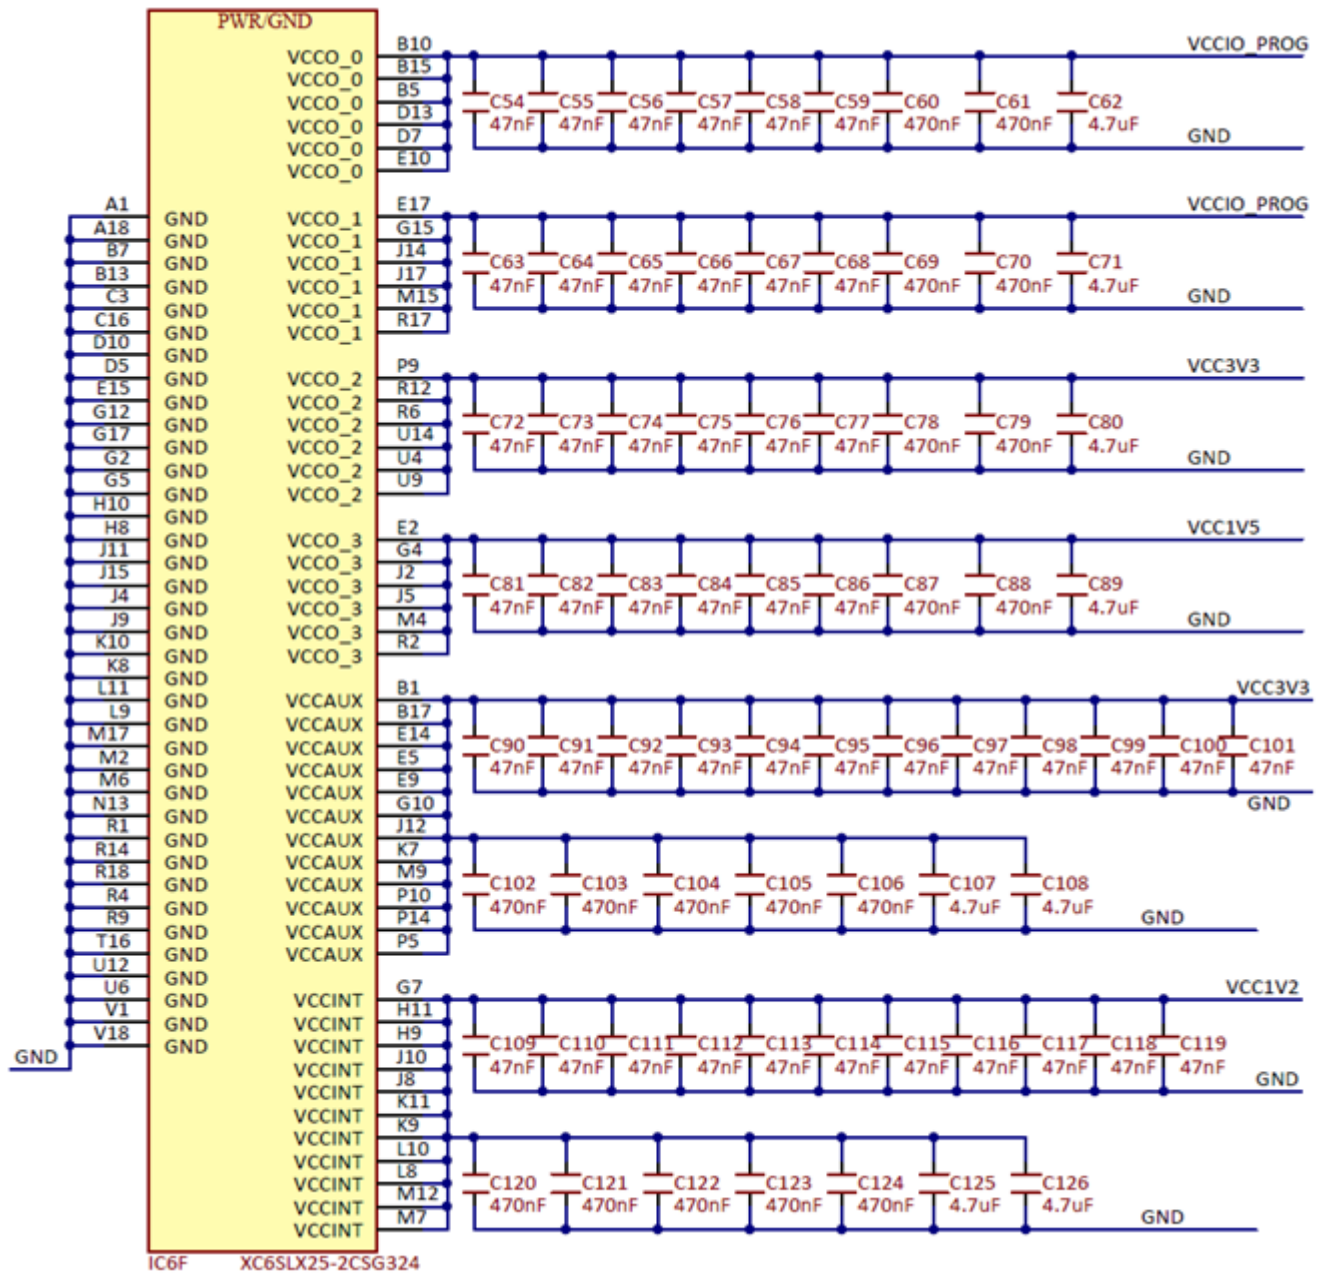 PWR/GND
VCCO_0 B10 VCCIO_PROG
VCCO_0 B15
VCCO_0 B5
VCCO_0 D13
VCCO_0 D7
VCCO_0 E10
C54 C55 C56 C57 C58 C59 C60 C61 C62
47nF 47nF 47nF 47nF 47nF 47nF 470nF 470nF 4.7uF
GND
VCCO_1 E17 VCCIO_PROG
VCCO_1 G15
VCCO_1 J14
VCCO_1 J17
VCCO_1 M15
VCCO_1 R17
C63 C64 C65 C66 C67 C68 C69 C70 C71
47nF 47nF 47nF 47nF 47nF 47nF 470nF 470nF 4.7uF
GND
VCCO_2 P9 VCC3V3
VCCO_2 R12
VCCO_2 R6
VCCO_2 U14
VCCO_2 U4
VCCO_2 U9
C72 C73 C74 C75 C76 C77 C78 C79 C80
47nF 47nF 47nF 47nF 47nF 47nF 470nF 470nF 4.7uF
GND
VCCO_3 E2 VCC1V5
VCCO_3 G4
VCCO_3 J2
VCCO_3 J5
VCCO_3 M4
VCCO_3 R2
C81 C82 C83 C84 C85 C86 C87 C88 C89
47nF 47nF 47nF 47nF 47nF 47nF 470nF 470nF 4.7uF
GND
VCCAUX B1 VCC3V3
VCCAUX B17
VCCAUX E14
VCCAUX E5
VCCAUX E9
VCCAUX G10
VCCAUX J12
VCCAUX K7
VCCAUX M9
VCCAUX P10
VCCAUX P14
VCCAUX P5
C90 C91 C92 C93 C94 C95 C96 C97 C98 C99 C100 C101
47nF 47nF 47nF 47nF 47nF 47nF 47nF 47nF 47nF 47nF 47nF 47nF
GND
C102 C103 C104 C105 C106 C107 C108
470nF 470nF 470nF 470nF 470nF 4.7uF 4.7uF
GND
VCCINT G7 VCC1V2
VCCINT H11
VCCINT H9
VCCINT J10
VCCINT J8
VCCINT K11
VCCINT K9
VCCINT L10
VCCINT L8
VCCINT M12
VCCINT M7
C109 C110 C111 C112 C113 C114 C115 C116 C117 C118 C119
47nF 47nF 47nF 47nF 47nF 47nF 47nF 47nF 47nF 47nF 47nF
GND
C120 C121 C122 C123 C124 C125 C126
470nF 470nF 470nF 470nF 470nF 4.7uF 4.7uF
GND
A1 GND
A18 GND
B7 GND
B13 GND
C3 GND
C16 GND
D10 GND
D5 GND
E15 GND
G12 GND
G17 GND
G2 GND
G5 GND
H10 GND
H8 GND
J11 GND
J15 GND
J4 GND
J9 GND
K10 GND
K8 GND
L11 GND
L9 GND
M17 GND
M2 GND
M6 GND
N13 GND
R1 GND
R14 GND
R18 GND
R4 GND
R9 GND
T16 GND
U12 GND
U6 GND
V1 GND
V18 GND
GND
IC6F XC6SLX25-2CSG324